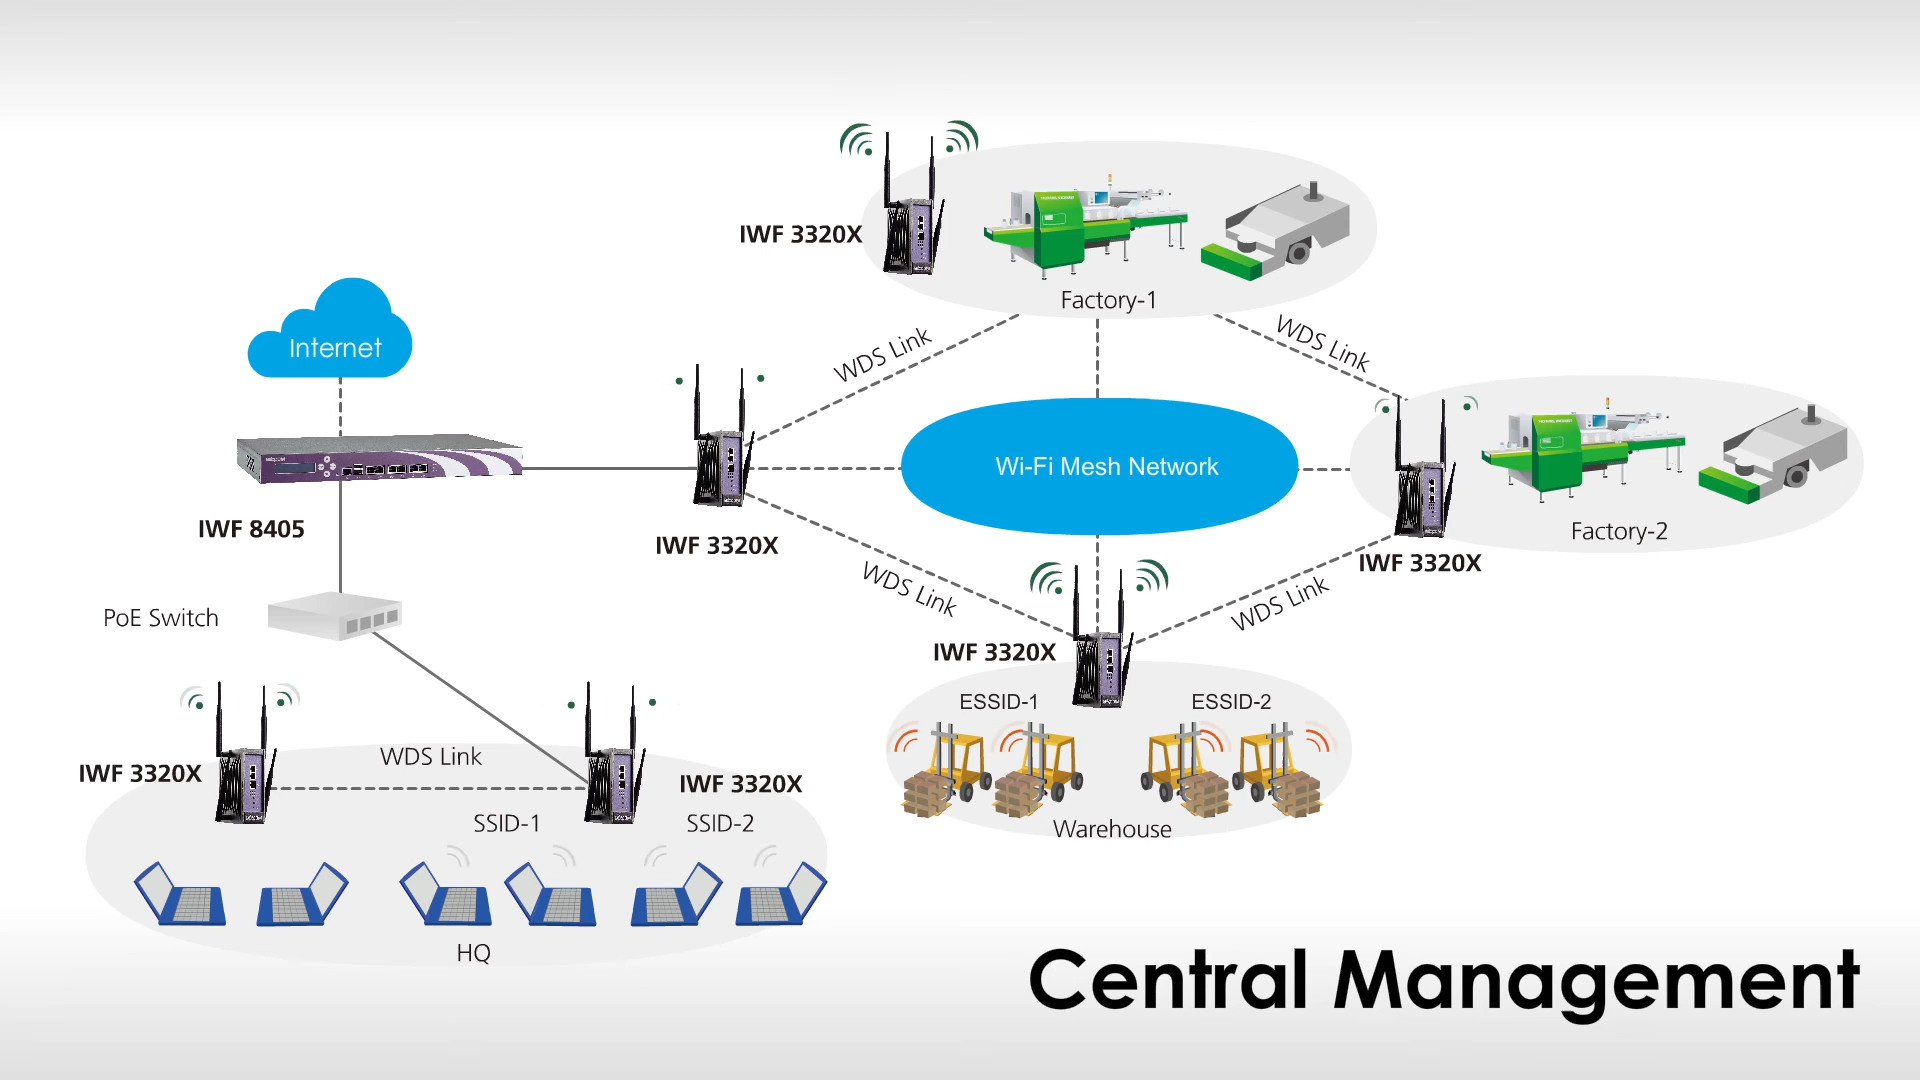 IWF 3320X
Factory-1
WDS Link
WDS Link
Internet
Wi-Fi Mesh Network
IWF 8405
IWF 3320X
Factory-2
IWF 3320X
WDS Link
WDS Link
PoE Switch
IWF 3320X
ESSID-1
ESSID-2
Warehouse
WDS Link
IWF 3320X
IWF 3320X
SSID-1
SSID-2
HQ
Central Management